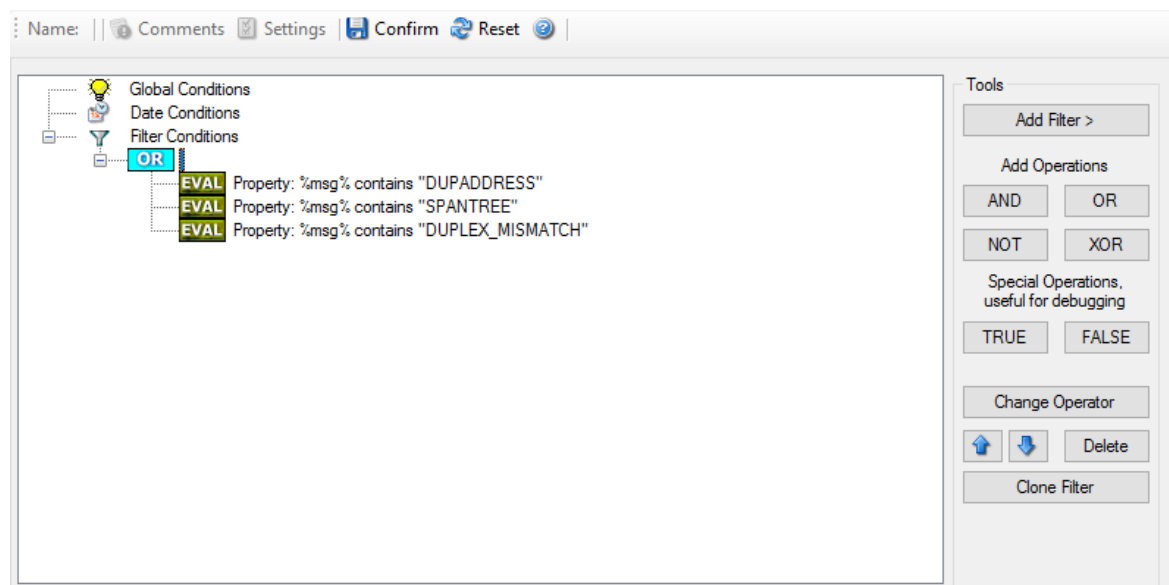 Name: Comments Settings Confirm Reset
Global Conditions
Date Conditions
Filter Conditions
OR
EVAL Property: %msg% contains "DUPADDRESS"
EVAL Property: %msg% contains "SPANTREE"
EVAL Property: %msg% contains "DUPLEX_MISMATCH"
Tools
Add Filter >
Add Operations
AND OR
NOT XOR
Special Operations,
useful for debugging
TRUE FALSE
Change Operator
Delete
Clone Filter